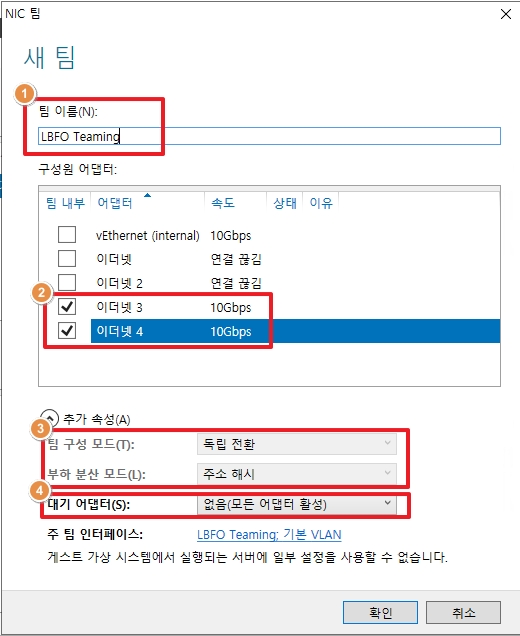 NIC 팀
새 팀
1
팀 이름(N):
LBFO Teaming
구성원 어댑터:
팀 내부 어댑터 속도 상태 이유
vEthernet (internal) 10Gbps
이더넷 연결 끊김
이더넷 2 연결 끊김
2
이더넷 3 10Gbps
이더넷 4 10Gbps
추가 속성(A)
3
팀 구성 모드(T): 독립 전환
부하 분산 모드(L): 주소 해시
4
대기 어댑터(S): 없음(모든 어댑터 활성)
주 팀 인터페이스: LBFO Teaming; 기본 VLAN
게스트 가상 시스템에서 실행되는 서버에 일부 설정을 사용할 수 없습니다.
확인 취소